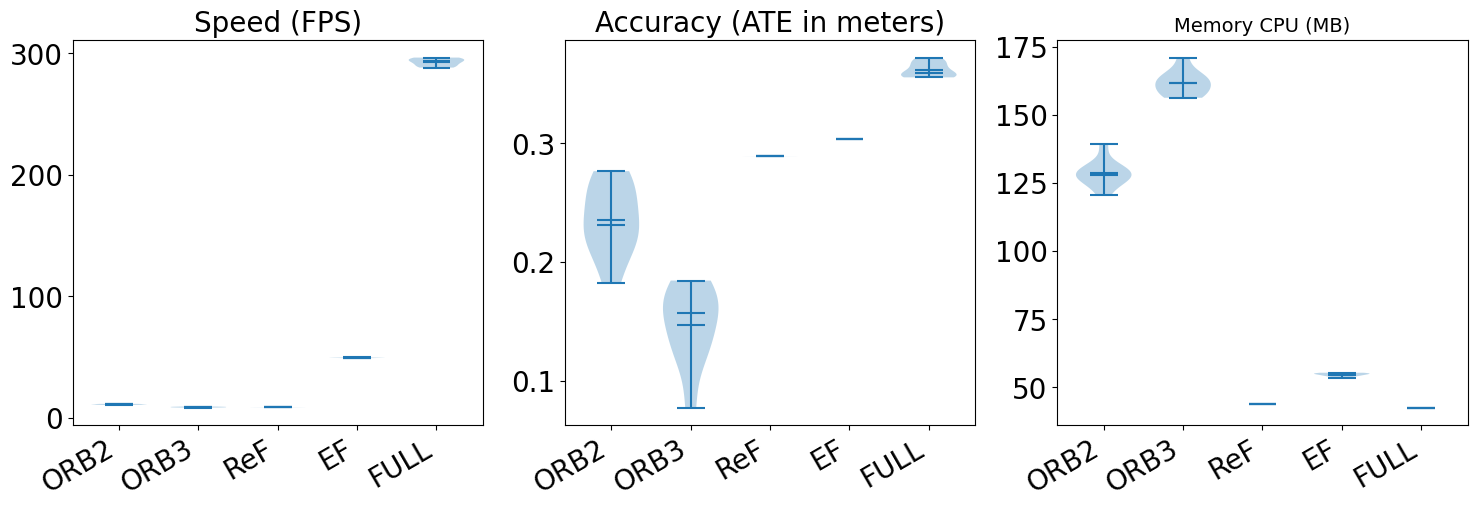 Speed (FPS)
300
200
100
0
ORB2
ORB3
ReF
EF
FULL
Accuracy (ATE in meters)
0.3
0.2
0.1
ORB2
ORB3
ReF
EF
FULL
Memory CPU (MB)
175
150
125
100
75
50
ORB2
ORB3
ReF
EF
FULL